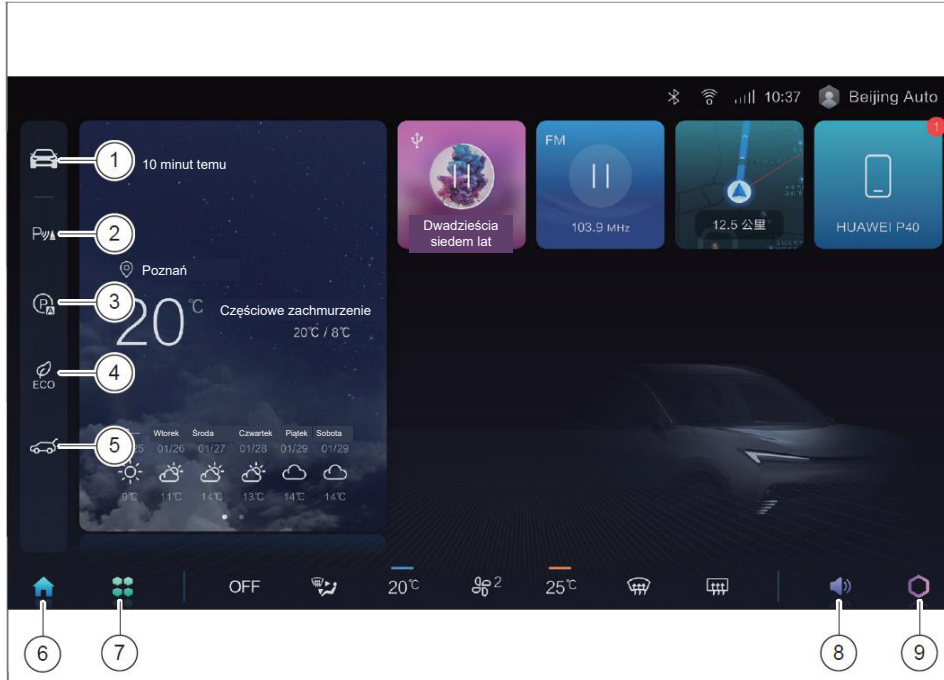 10:37 Beijing Auto
1
10 minut temu
FM
1
Dwadzieścia
siedem lat
103.9 MHz
12.5 公里
HUAWEI P40
2
P
Poznań
3
P
A
20℃
Częściowe zachmurzenie
20℃ / 8℃
4
ECO
5
Wtorek Środa Czwartek Piątek Sobota
01/26 01/27 01/28 01/29 01/29
9℃ 11℃ 14℃ 13℃ 14℃ 14℃
OFF 20℃ 2 25℃
6 7 8 9